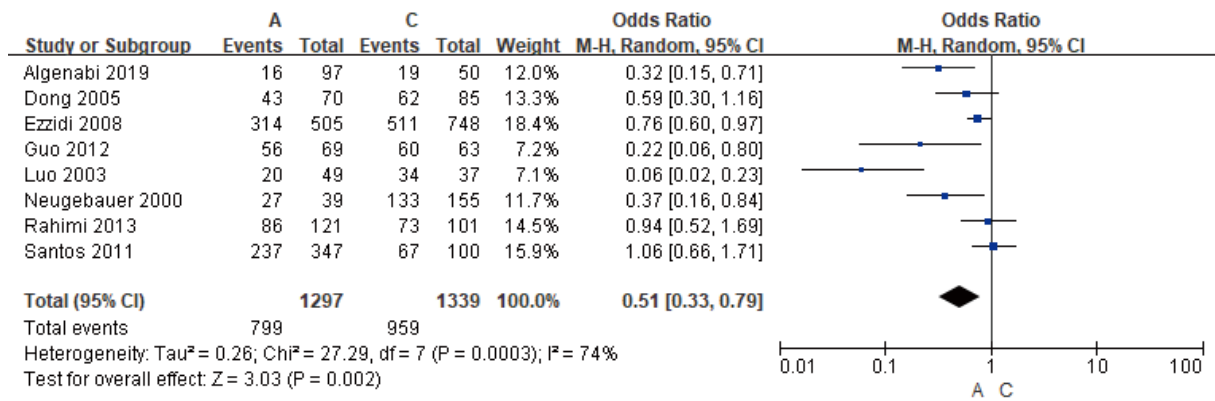 A C Odds Ratio Odds Ratio
Study or Subgroup Events Total Events Total Weight M-H, Random, 95% CI M-H, Random, 95% CI
Algenabi 2019 16 97 19 50 12.0% 0.32 [0.15, 0.71]
Dong 2005 43 70 62 85 13.3% 0.59 [0.30, 1.16]
Ezzidi 2008 314 505 511 748 18.4% 0.76 [0.60, 0.97]
Guo 2012 56 69 60 63 7.2% 0.22 [0.06, 0.80]
Luo 2003 20 49 34 37 7.1% 0.06 [0.02, 0.23]
Neugebauer 2000 27 39 133 155 11.7% 0.37 [0.16, 0.84]
Rahimi 2013 86 121 73 101 14.5% 0.94 [0.52, 1.69]
Santos 2011 237 347 67 100 15.9% 1.06 [0.66, 1.71]
Total (95% CI) 1297 1339 100.0% 0.51 [0.33, 0.79]
Total events 799 959
Heterogeneity: Tau² = 0.26; Chi² = 27.29, df = 7 (P = 0.0003); I² = 74%
Test for overall effect: Z = 3.03 (P = 0.002)
0.01 0.1 1 10 100
A C